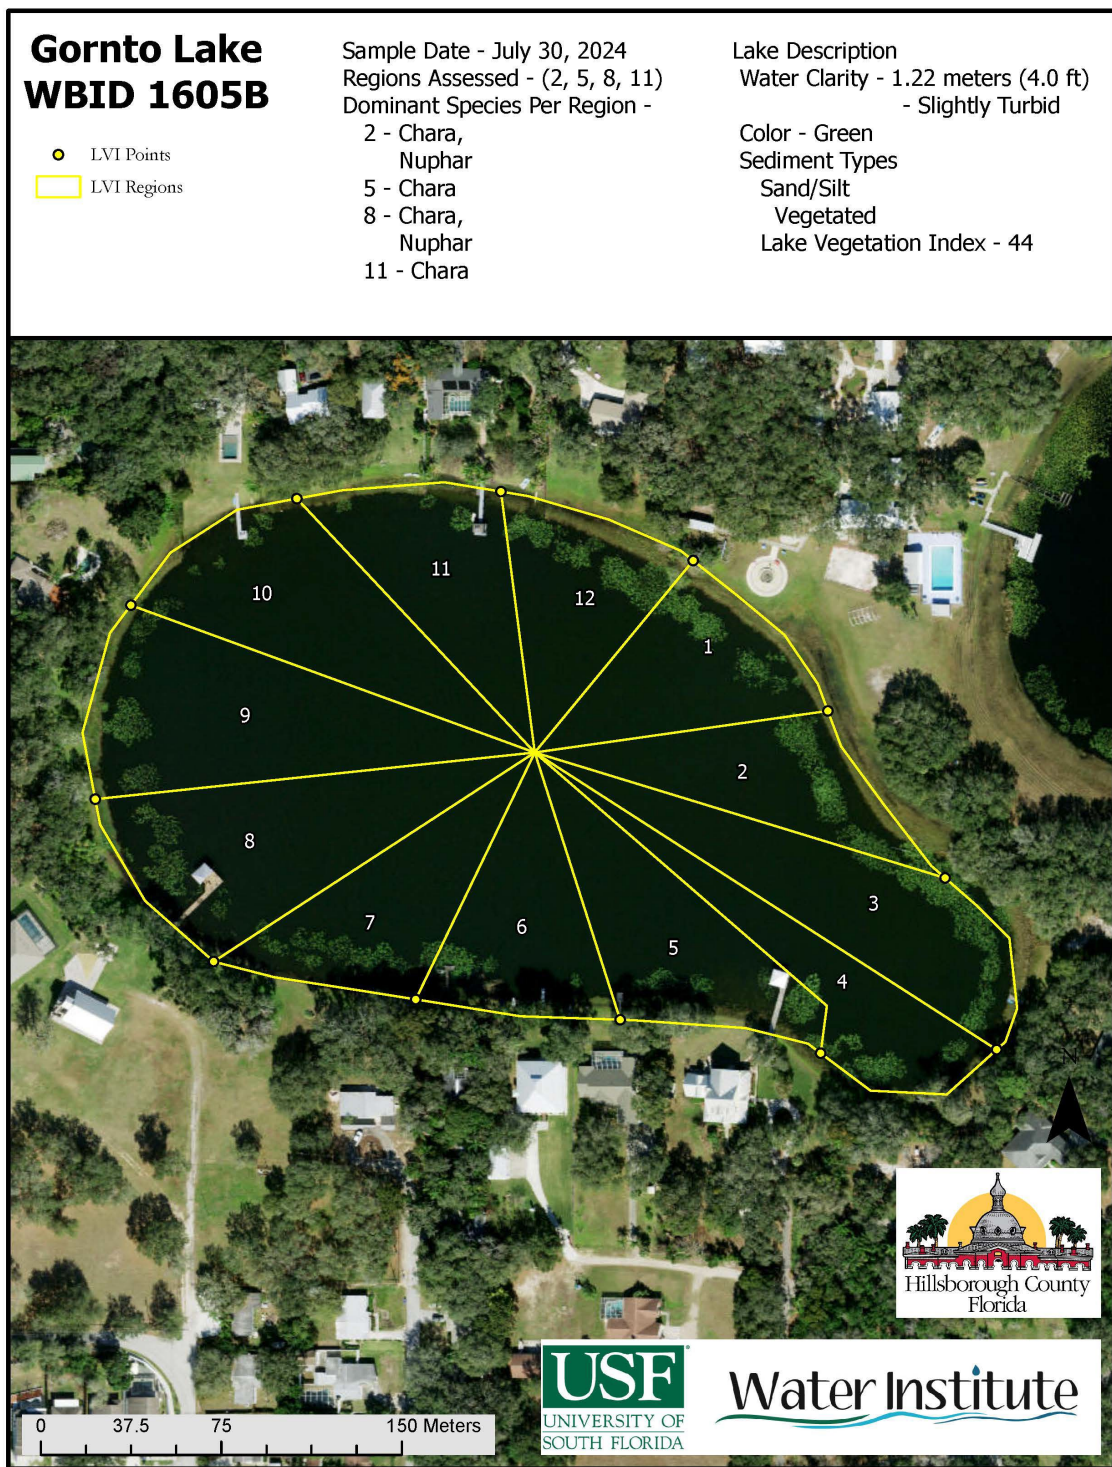 Gornto Lake
WBID 1605B
LVI Points
LVI Regions
Sample Date - July 30, 2024
Regions Assessed - (2, 5, 8, 11)
Dominant Species Per Region -
2 - Chara,
Nuphar
5 - Chara
8 - Chara,
Nuphar
11 - Chara
Lake Description
Water Clarity - 1.22 meters (4.0 ft)
- Slightly Turbid
Color - Green
Sediment Types
Sand/Silt
Vegetated
Lake Vegetation Index - 44
11
10
12
1
9
2
8
3
7
6
5
4
N
Hillsborough County
Florida
USF
UNIVERSITY OF
SOUTH FLORIDA
Water Institute
0 37.5 75 150 Meters